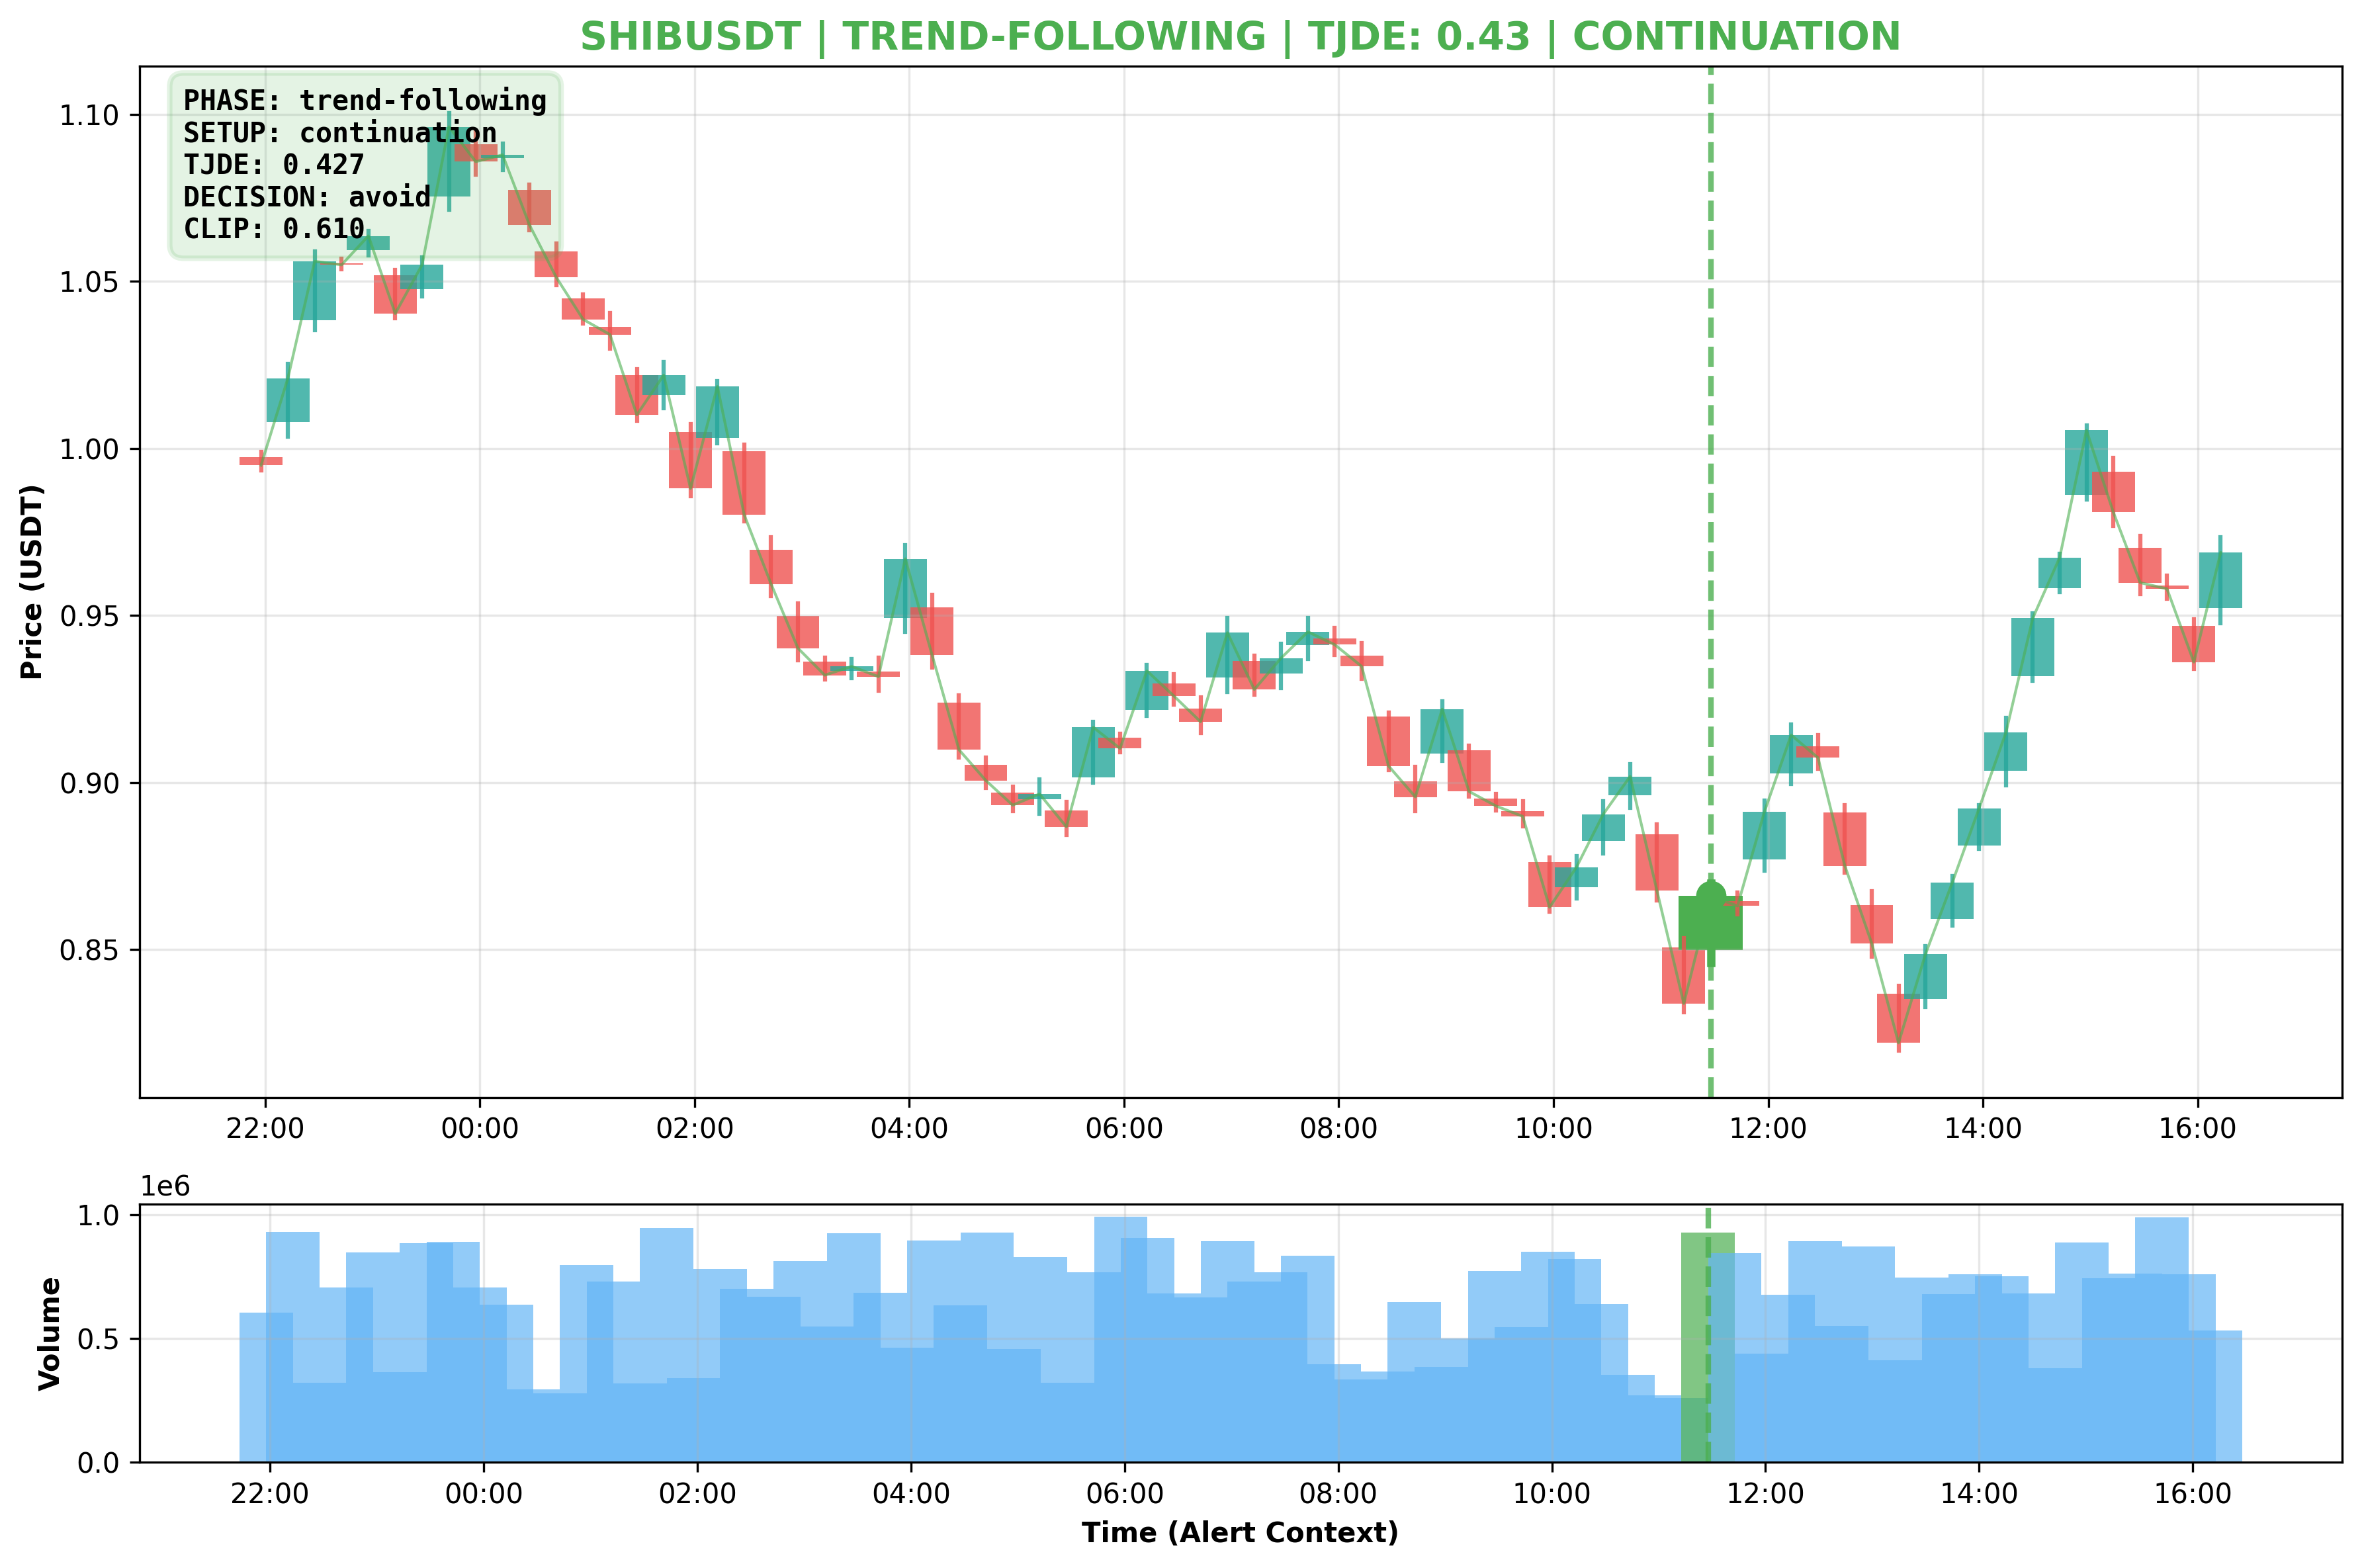 SHIBUSDT | TREND-FOLLOWING | TJDE: 0.43 | CONTINUATION
PHASE: trend-following
SETUP: continuation
TJDE: 0.427
DECISION: avoid
CLIP: 0.610
Price (USDT)
1.10
1.05
1.00
0.95
0.90
0.85
22:00 00:00 02:00 04:00 06:00 08:00 10:00 12:00 14:00 16:00
1e6
Volume
1.0
0.5
0.0
22:00 00:00 02:00 04:00 06:00 08:00 10:00 12:00 14:00 16:00
Time (Alert Context)